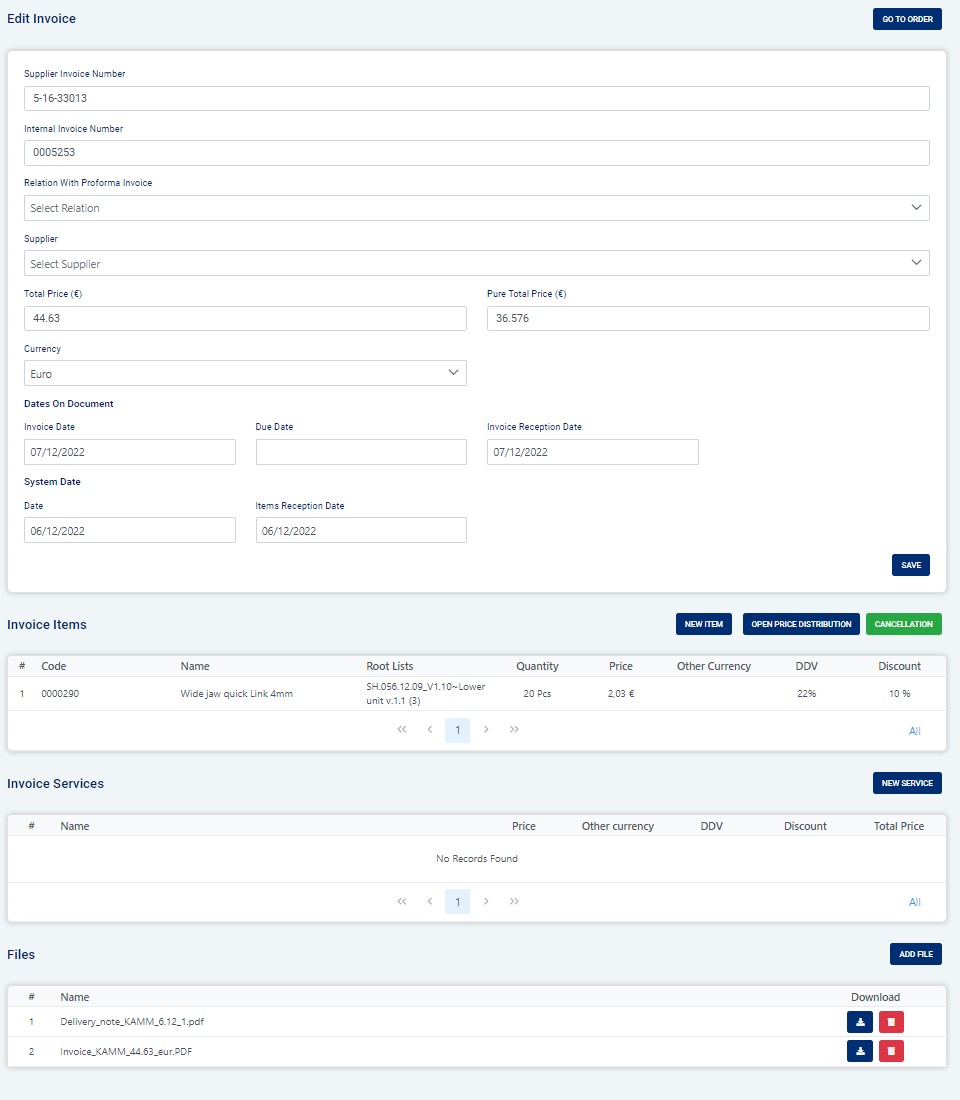 Edit Invoice
GO TO ORDER
Supplier Invoice Number
5-16-33013
Internal Invoice Number
0005253
Relation With Proforma Invoice
Select Relation
Supplier
Select Supplier
Total Price (€) Pure Total Price (€)
44.63 36.576
Currency
Euro
Dates On Document
Invoice Date Due Date Invoice Reception Date
07/12/2022 07/12/2022
System Date
Date Items Reception Date
06/12/2022 06/12/2022
SAVE
Invoice Items NEW ITEM OPEN PRICE DISTRIBUTION CANCELLATION
# Code Name Root Lists Quantity Price Other Currency DDV Discount
1 0000290 Wide jaw quick Link 4mm SH.056.12.09_V1.10~Lower 20 Pcs 2,03 € 22% 10 %
unit v.1.1 (3)
« ‹ 1 › » All
Invoice Services NEW SERVICE
# Name Price Other currency DDV Discount Total Price
No Records Found
« ‹ 1 › » All
Files ADD FILE
# Name Download
1 Delivery_note_KAMM_6.12_1.pdf
2 Invoice_KAMM_44.63_eur.PDF